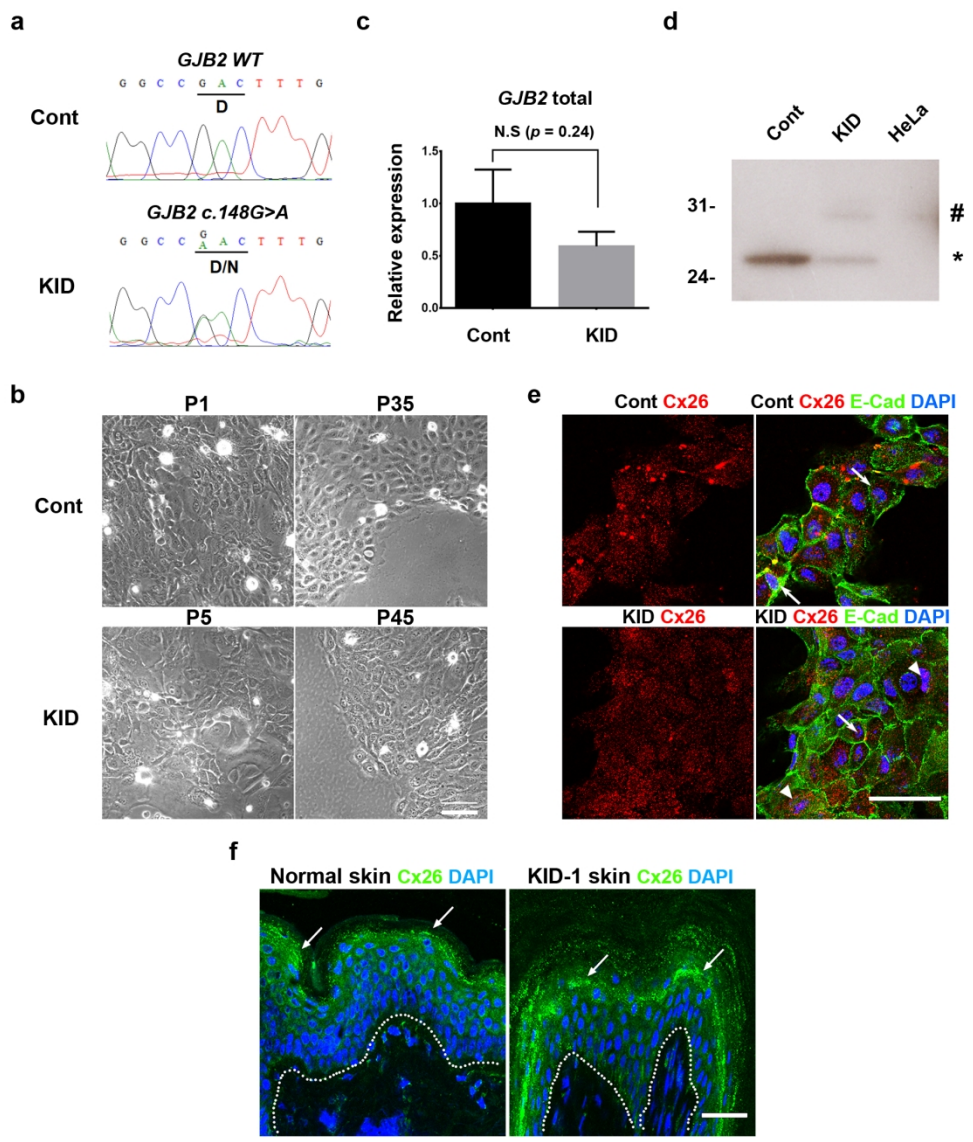 a
GJB2 WT
G G C C G A C T T T G
D
Cont
GJB2 c.148G>A
G
G G C C A A C T T T G
D/N
KID
c
GJB2 total
N.S (p = 0.24)
1.5
1.0
0.5
0.0
Relative expression
Cont KID
d
Cont KID HeLa
31-
24-
#
*
b
P1 P35
Cont
P5 P45
KID
e
Cont Cx26 Cont Cx26 E-Cad DAPI
KID Cx26 KID Cx26 E-Cad DAPI
f
Normal skin Cx26 DAPI KID-1 skin Cx26 DAPI